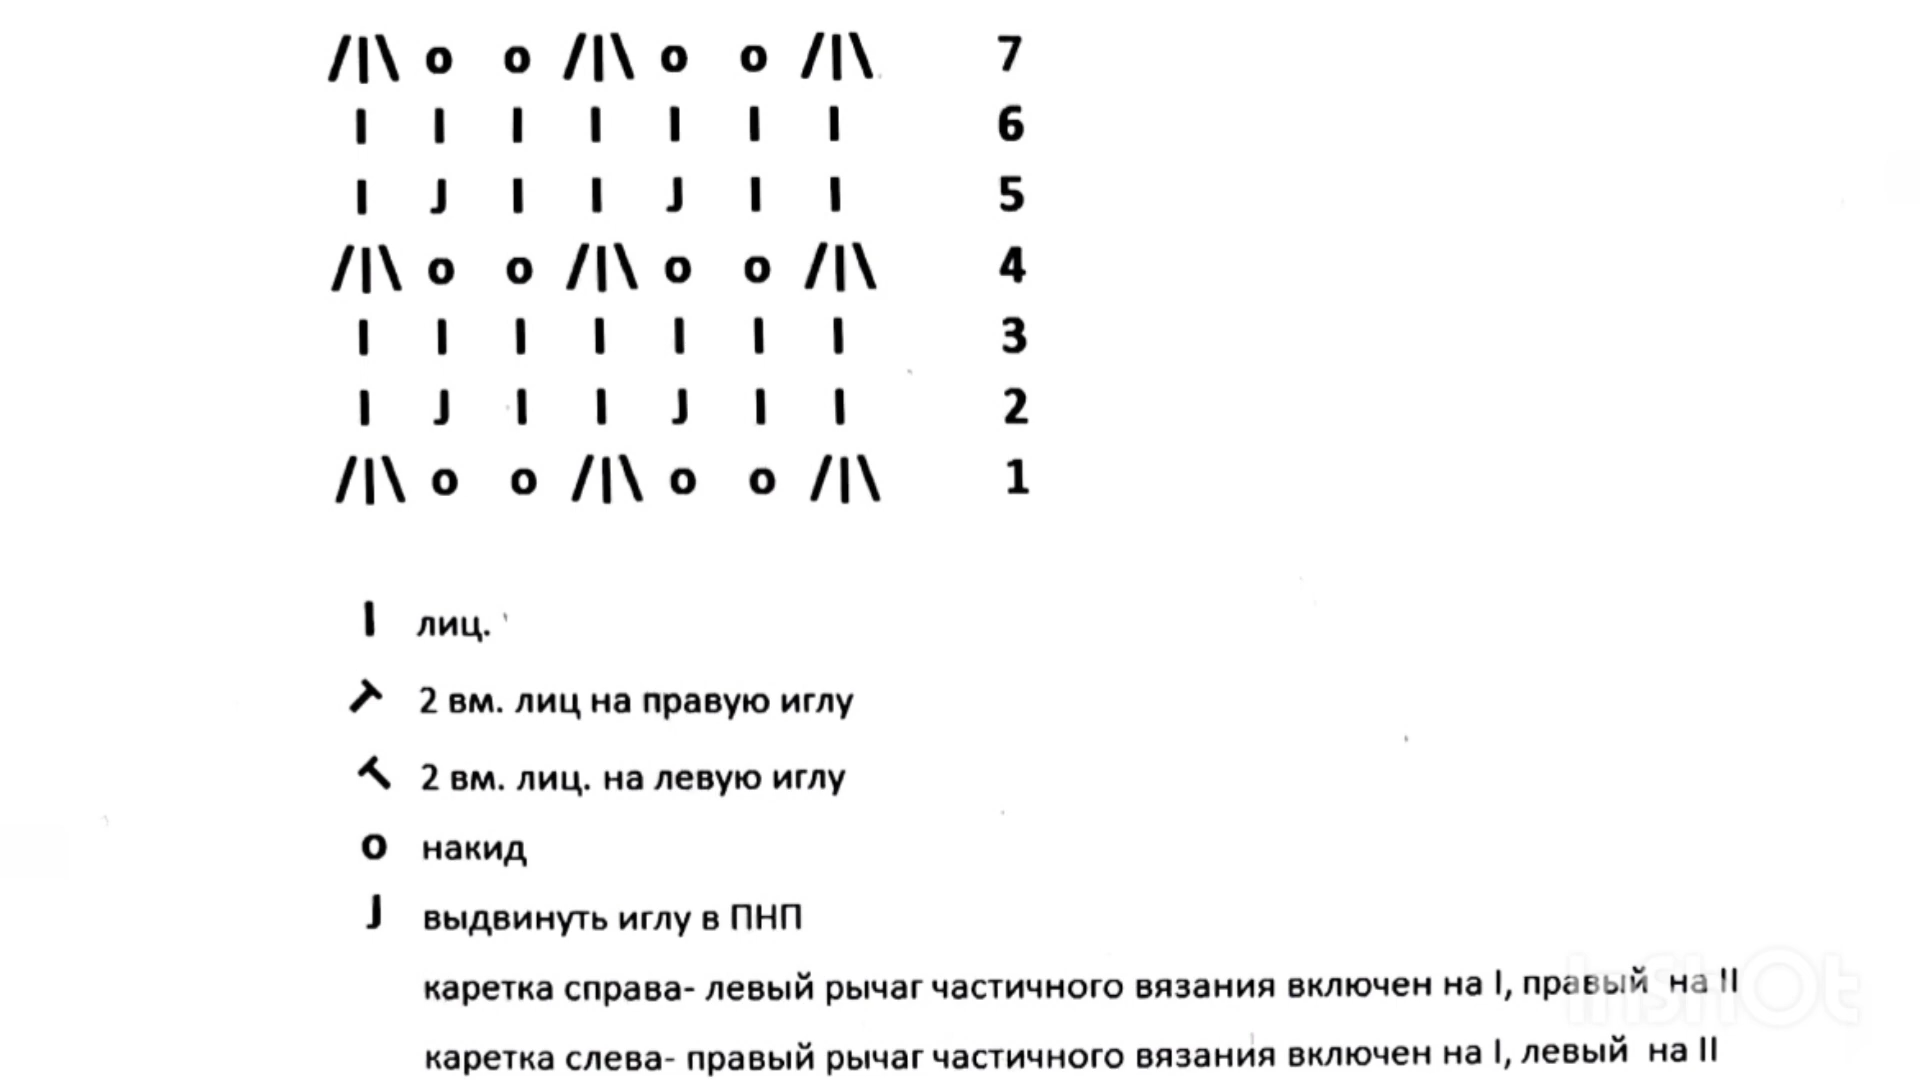 /|\ o o /|\ o o /|\ 7
I I I I I I I 6
I J I I J I I 5
/|\ o o /|\ o o /|\ 4
I I I I I I I 3
I J I I J I I 2
/|\ o o /|\ o o /|\ 1
I лиц.
2 вм. лиц на правую иглу
2 вм. лиц. на левую иглу
o накид
J выдвинуть иглу в ПНП
каретка справа- левый рычаг частичного вязания включен на I, правый на II
каретка слева- правый рычаг частичного вязания включен на I, левый на II
InShOt